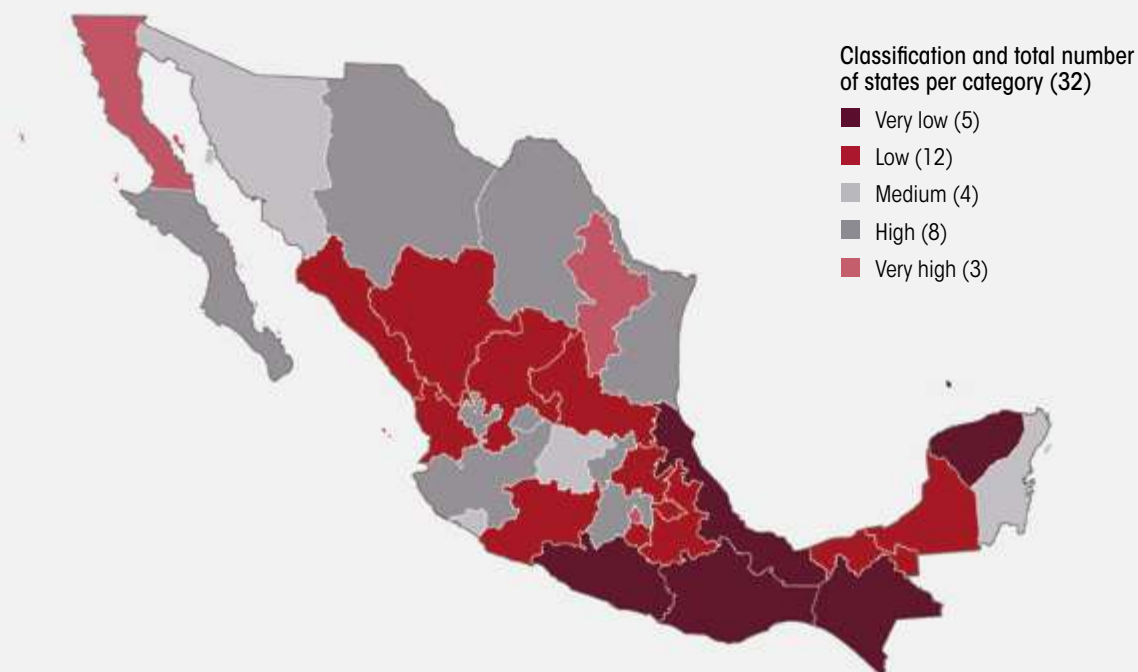 Classification and total number
of states per category (32)
Very low (5)
Low (12)
Medium (4)
High (8)
Very high (3)